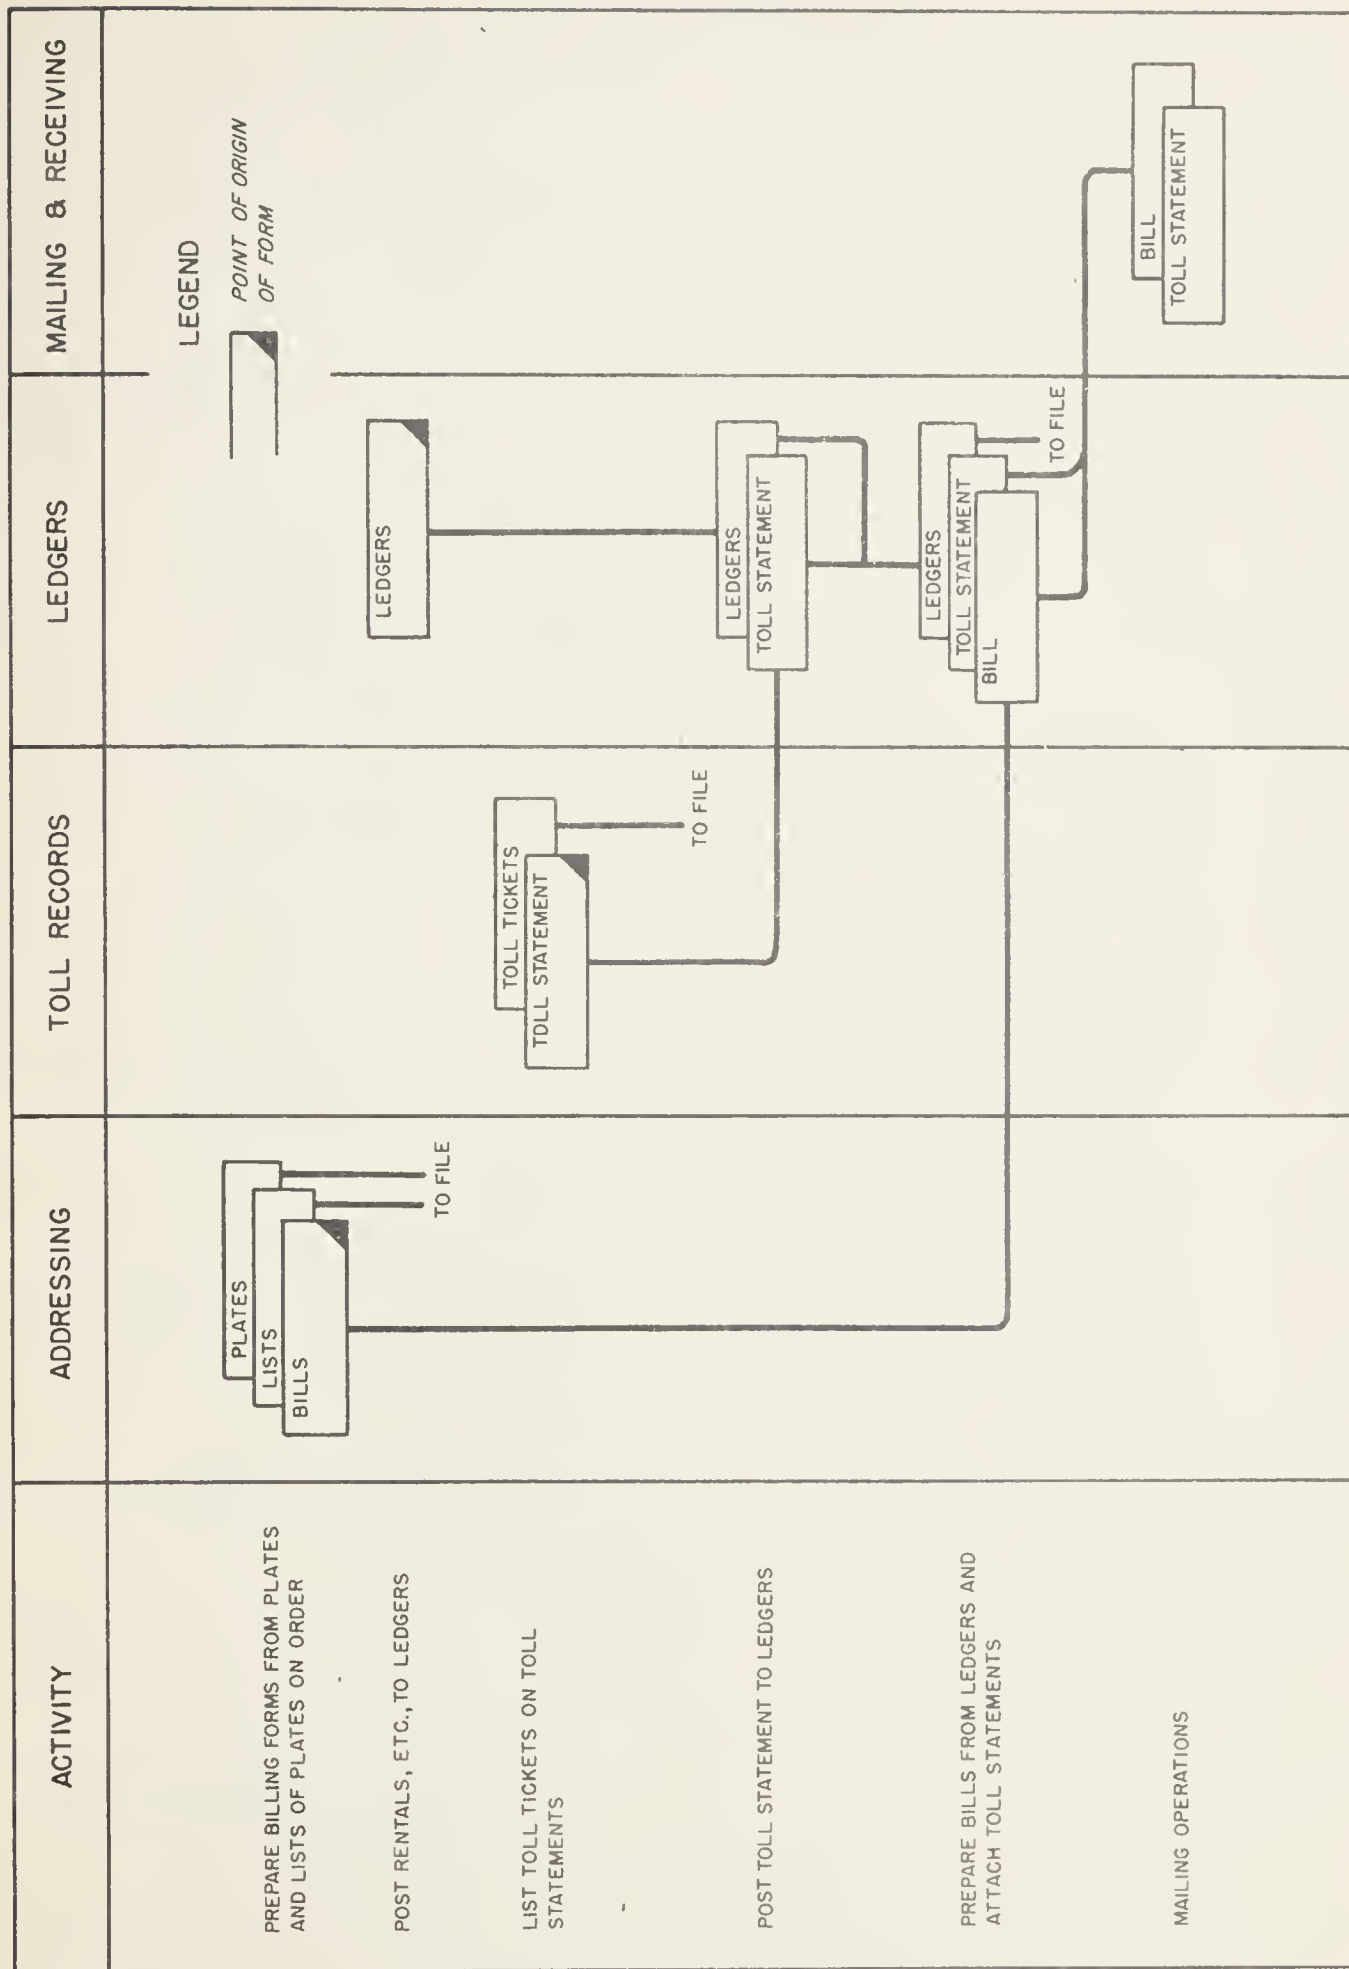 ACTIVITY
ADDRESSING
TOLL RECORDS
LEDGERS
MAILING & RECEIVING
LEGEND
POINT OF ORIGIN
OF FORM
PREPARE BILLING FORMS FROM PLATES
AND LISTS OF PLATES ON ORDER
PLATES
LISTS
BILLS
TO FILE
POST RENTALS, ETC., TO LEDGERS
LEDGERS
LIST TOLL TICKETS ON TOLL
STATEMENTS
TOLL TICKETS
TDLL STATEMENT
TO FILE
POST TOLL STATEMENT TO LEDGERS
LEDGERS
TOLL STATEMENT
PREPARE BILLS FROM LEDGERS AND
ATTACH TOLL STATEMENTS
LEDGERS
TOLL STATEMENT
BILL
TO FILE
MAILING OPERATIONS
BILL
TOLL STATEMENT